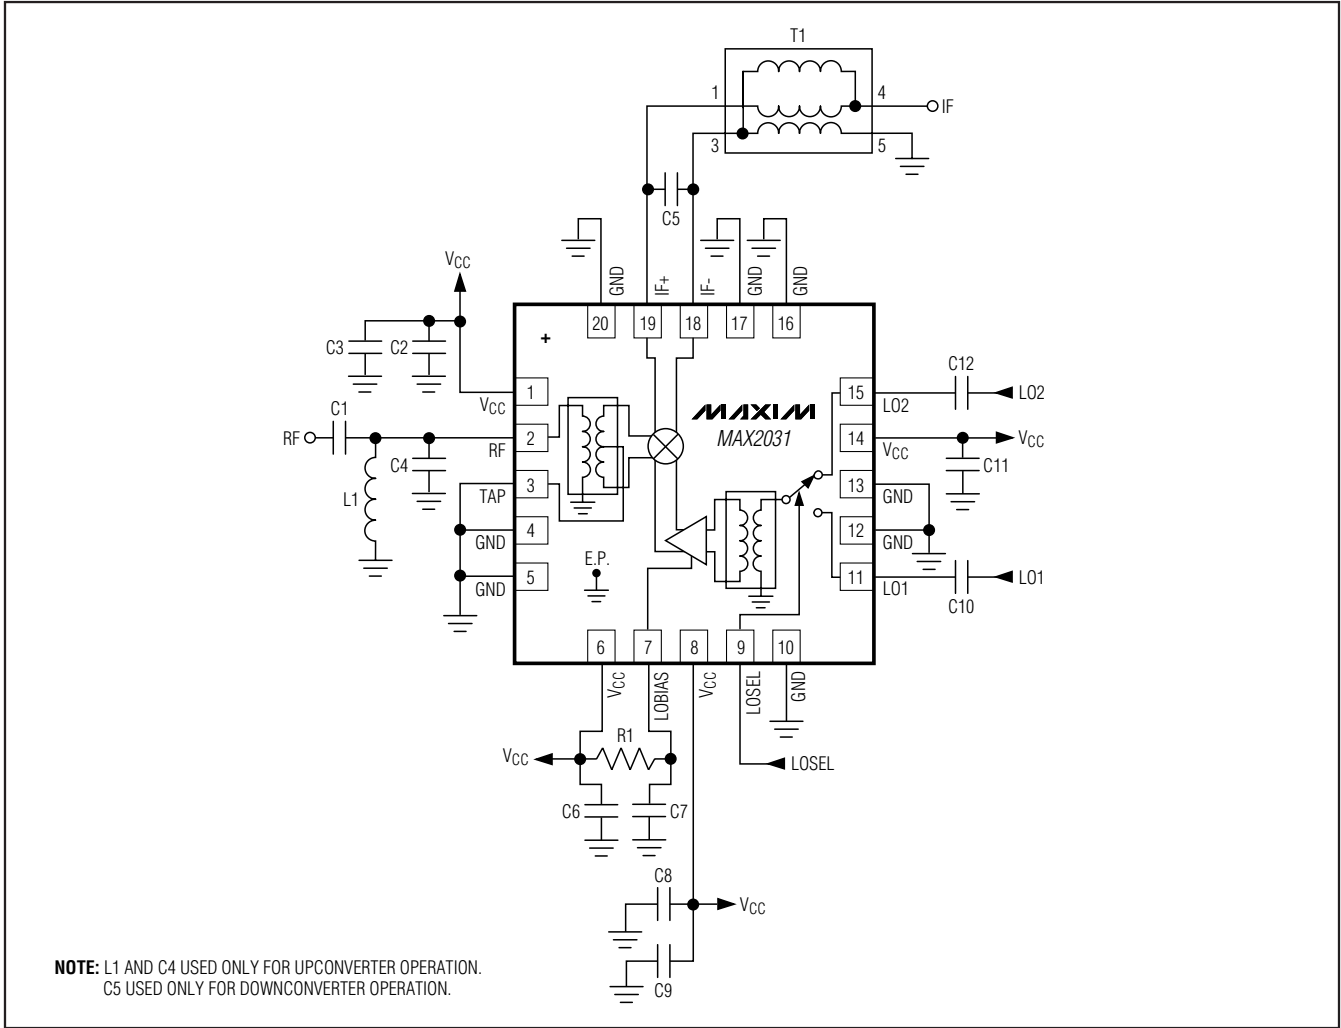 T1
1
4
IF
3
5
C5
GND
IF+
IF-
GND
GND
VCC
20
19
18
17
16
+
C3
C2
C12
1
VCC
MAXIM
15
LO2
LO2
C1
MAX2031
RF
2
RF
14
VCC
VCC
C4
C11
L1
3
TAP
13
GND
4
GND
12
GND
E.P.
5
GND
11
LO1
LO1
C10
6
7
8
9
10
VCC
LOBIAS
VCC
LOSEL
GND
R1
VCC
LOSEL
C6
C7
C8
VCC
C9
NOTE: L1 AND C4 USED ONLY FOR UPCONVERTER OPERATION.
C5 USED ONLY FOR DOWNCONVERTER OPERATION.